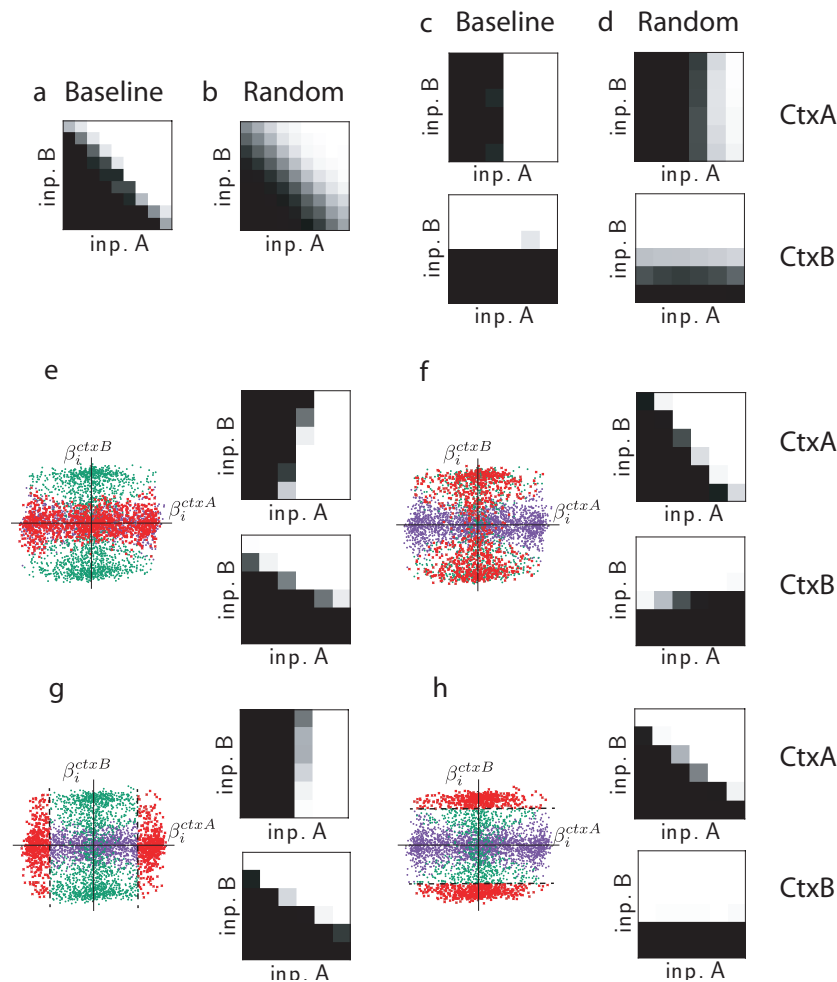 a Baseline
b Random
c Baseline
d Random
inp. B
inp. A
inp. B
inp. A
inp. B
inp. A
inp. B
inp. A
CtxA
inp. B
inp. A
inp. B
inp. A
CtxB
e
β_i^{ctxB}
β_i^{ctxA}
inp. B
inp. A
inp. B
inp. A
f
β_i^{ctxB}
β_i^{ctxA}
inp. B
inp. A
CtxA
inp. B
inp. A
CtxB
g
β_i^{ctxB}
β_i^{ctxA}
inp. B
inp. A
inp. B
inp. A
h
β_i^{ctxB}
β_i^{ctxA}
inp. B
inp. A
CtxA
inp. B
inp. A
CtxB